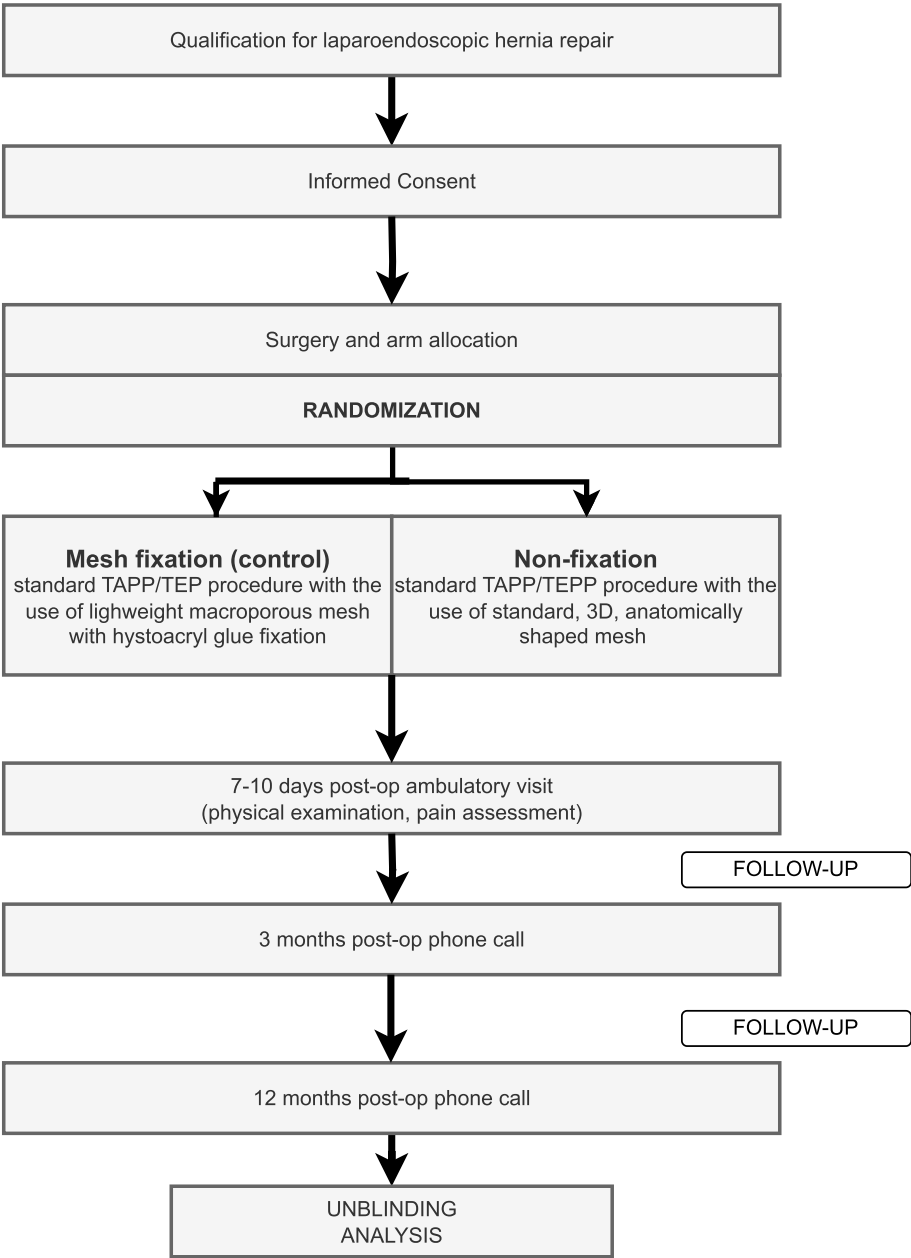 Qualification for laparoendoscopic hernia repair
Informed Consent
Surgery and arm allocation
RANDOMIZATION
Mesh fixation (control)
standard TAPP/TEP procedure with the
use of lighweight macroporous mesh
with hystoacryl glue fixation
Non-fixation
standard TAPP/TEPP procedure with the
use of standard, 3D, anatomically
shaped mesh
7-10 days post-op ambulatory visit
(physical examination, pain assessment)
FOLLOW-UP
3 months post-op phone call
FOLLOW-UP
12 months post-op phone call
UNBLINDING
ANALYSIS